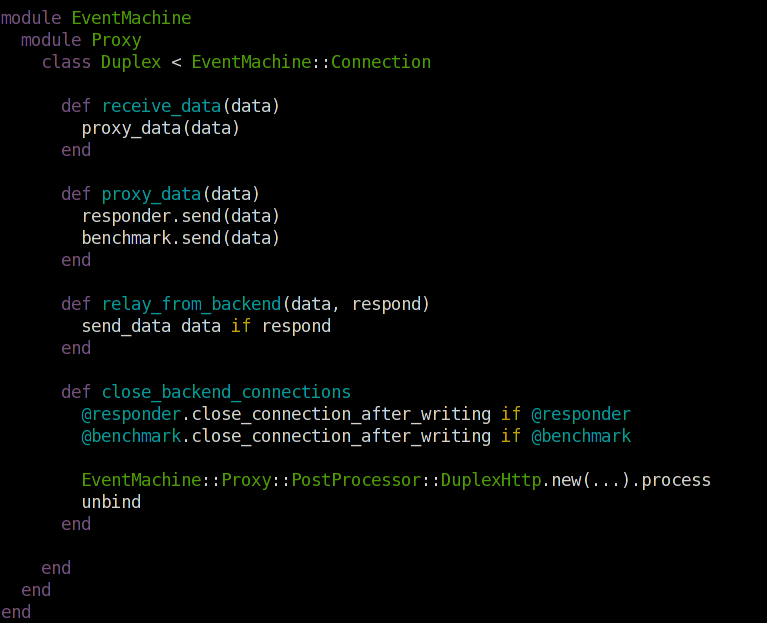 module EventMachine
  module Proxy
    class Duplex < EventMachine::Connection

      def receive_data(data)
        proxy_data(data)
      end

      def proxy_data(data)
        responder.send(data)
        benchmark.send(data)
      end

      def relay_from_backend(data, respond)
        send_data data if respond
      end

      def close_backend_connections
        @responder.close_connection_after_writing if @responder
        @benchmark.close_connection_after_writing if @benchmark

        EventMachine::Proxy::PostProcessor::DuplexHttp.new(...).process
        unbind
      end

    end
  end
end